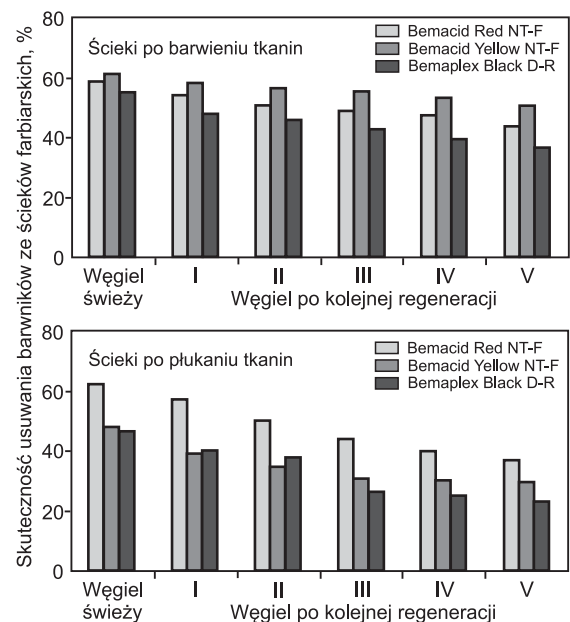 Skuteczność usuwania barwników ze ścieków farbiarskich, %
80
60
40
20
0
Ścieki po barwieniu tkanin
Bemacid Red NT-F
Bemacid Yellow NT-F
Bemaplex Black D-R
Węgiel świeży
I
II
III
IV
V
Węgiel po kolejnej regeneracji
80
60
40
20
0
Ścieki po płukaniu tkanin
Bemacid Red NT-F
Bemacid Yellow NT-F
Bemaplex Black D-R
Węgiel świeży
I
II
III
IV
V
Węgiel po kolejnej regeneracji